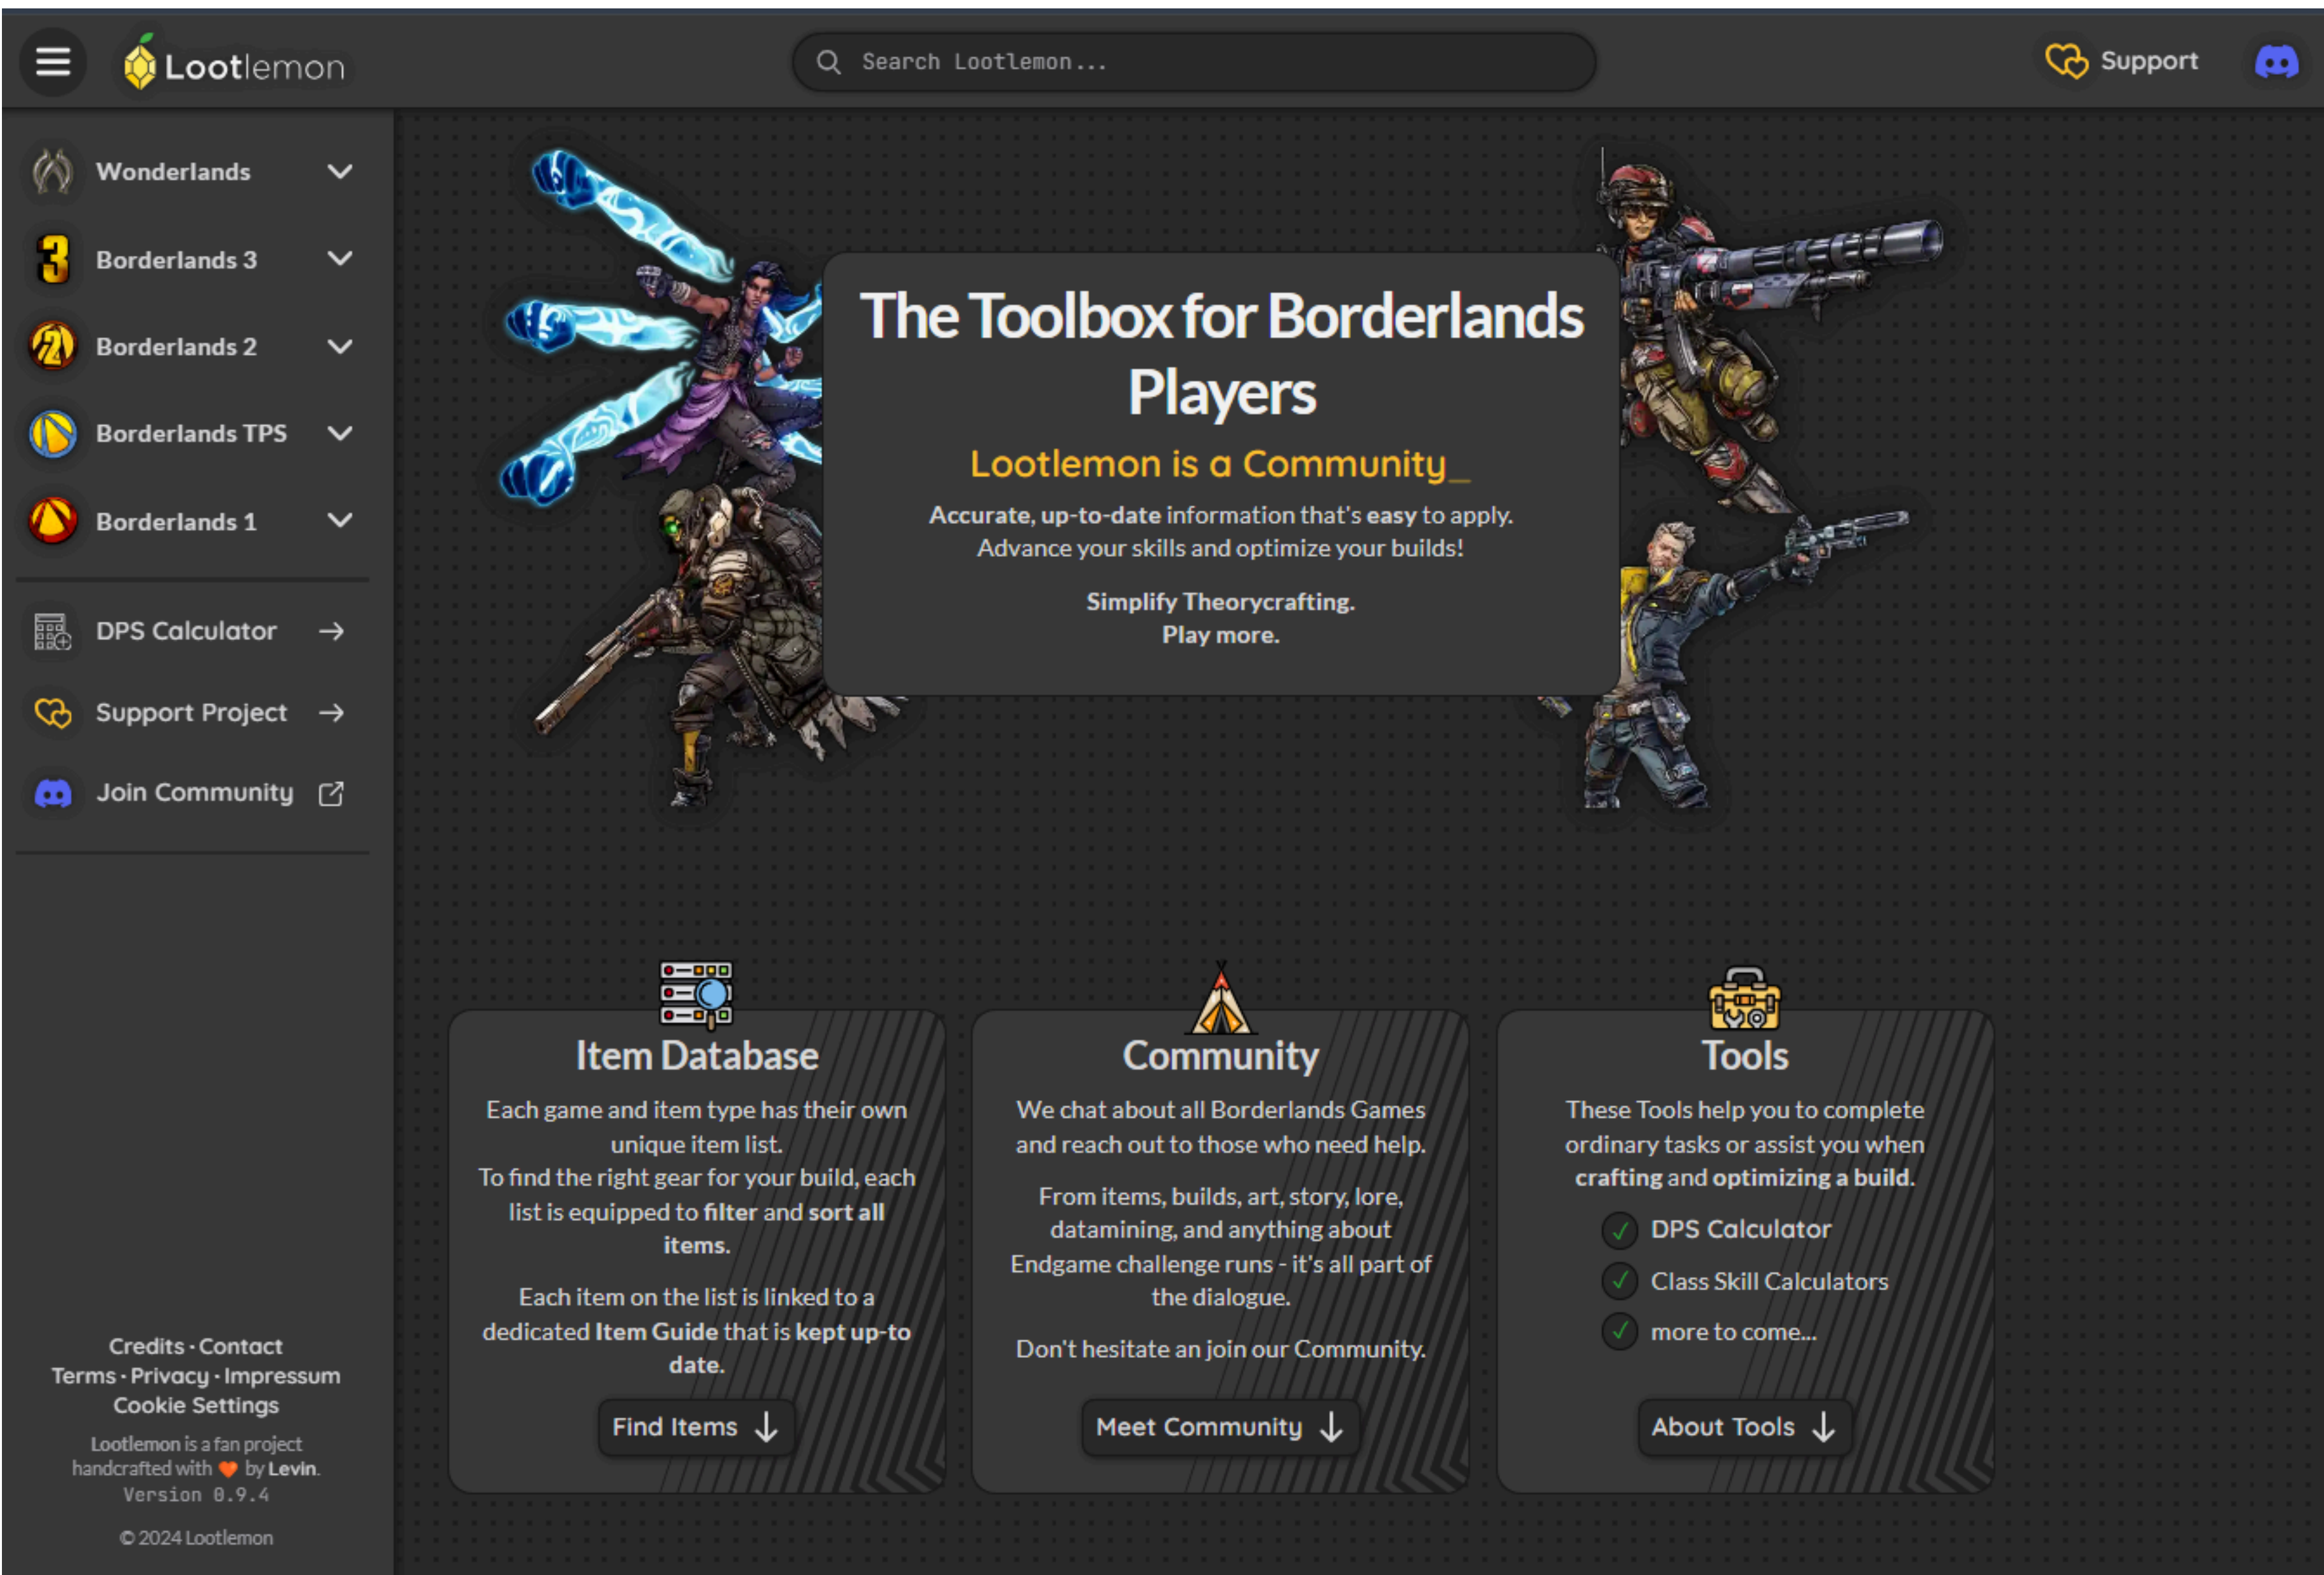 Lootlemon
Search Lootlemon...
Support
Wonderlands
3
Borderlands 3
2
Borderlands 2
Borderlands TPS
Borderlands 1
DPS Calculator
Support Project
Join Community
Credits · Contact
Terms · Privacy · Impressum
Cookie Settings
Lootlemon is a fan project
handcrafted with 🧡 by Levin.
Version 0.9.4
© 2024 Lootlemon
The Toolbox for Borderlands
Players
Lootlemon is a Community_
Accurate, up-to-date information that's easy to apply.
Advance your skills and optimize your builds!
Simplify Theorycrafting.
Play more.
Item Database
Each game and item type has their own
unique item list.
To find the right gear for your build, each
list is equipped to filter and sort all
items.
Each item on the list is linked to a
dedicated Item Guide that is kept up-to
date.
Find Items ↓
Community
We chat about all Borderlands Games
and reach out to those who need help.
From items, builds, art, story, lore,
datamining, and anything about
Endgame challenge runs - it's all part of
the dialogue.
Don't hesitate an join our Community.
Meet Community ↓
Tools
These Tools help you to complete
ordinary tasks or assist you when
crafting and optimizing a build.
✓ DPS Calculator
✓ Class Skill Calculators
✓ more to come...
About Tools ↓